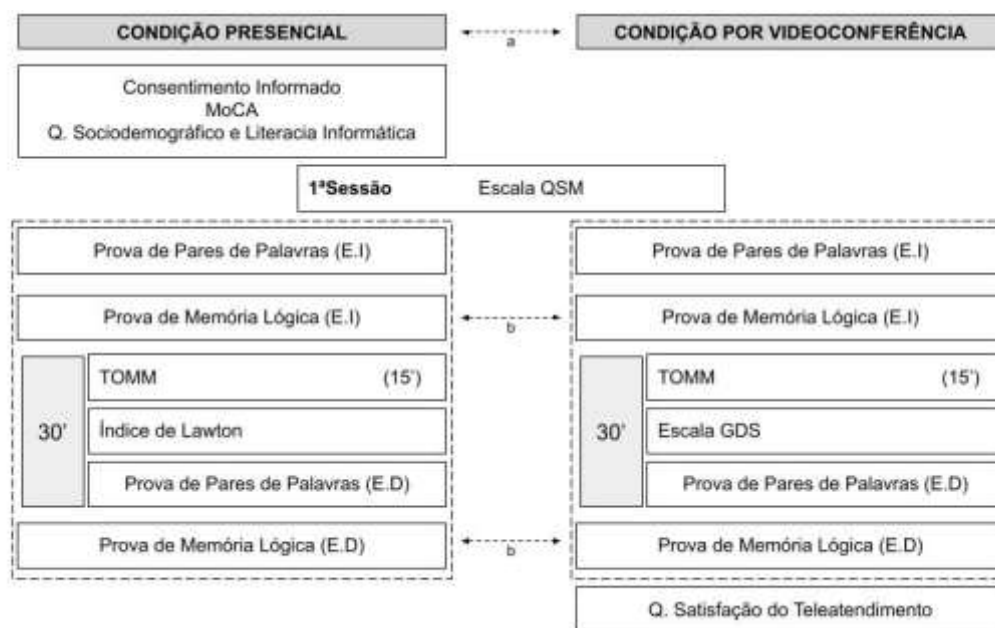 CONDIÇÃO PRESENCIAL
a
CONDIÇÃO POR VIDEOCONFERÊNCIA
Consentimento Informado
MoCA
Q. Sociodemográfico e Literacia Informática
1ªSessão Escala QSM
Prova de Pares de Palavras (E.I)
Prova de Memória Lógica (E.I)
30’
TOMM (15’)
Índice de Lawton
Prova de Pares de Palavras (E.D)
Prova de Memória Lógica (E.D)
b
b
Prova de Pares de Palavras (E.I)
Prova de Memória Lógica (E.I)
30’
TOMM (15’)
Escala GDS
Prova de Pares de Palavras (E.D)
Prova de Memória Lógica (E.D)
Q. Satisfação do Teleatendimento